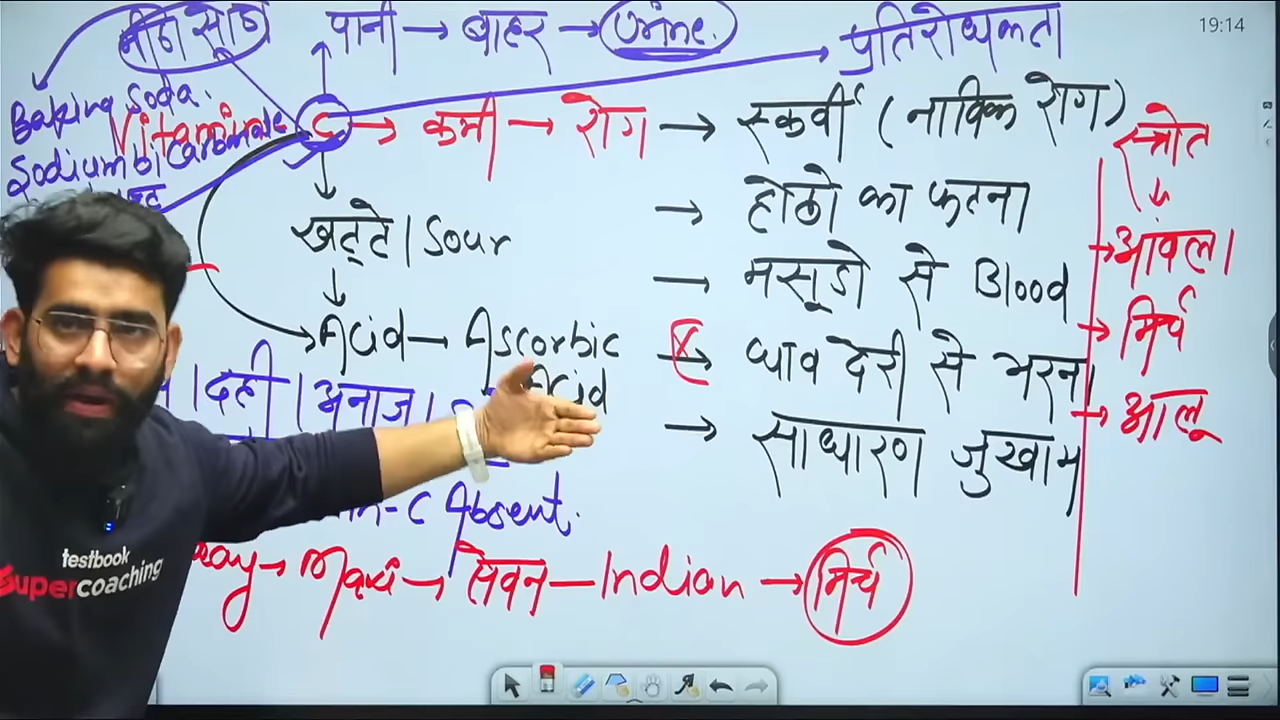 मीठा सोडा पानी → बाहर → Urine. प्रतिरोधकता 19:14
Baking Soda.
Vitamin C → कमी → रोग → स्कर्वी (नाविक रोग)
Sodium bi Carbonate
स्त्रोत
खट्टे | Sour → होठो का फटना
→ आंवला
→ मसूडो से Blood
→ Acid → Ascorbic Acid
→ मिर्च
→ घाव देरी से भरना
| दही | अनाज |
→ आलू
→ साधारण जुखाम
-C Absent.
→ Maxi → सेवन — Indian → मिर्च
testbook
supercoaching